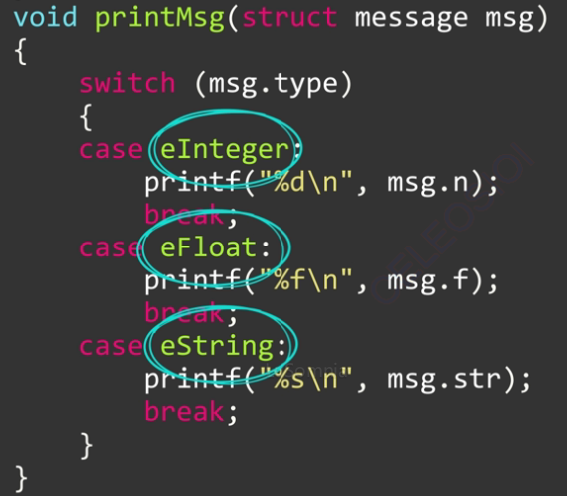 void printMsg(struct message msg)
{
    switch (msg.type)
    {
    case eInteger:
        printf("%d\n", msg.n);
        break;
    case eFloat:
        printf("%f\n", msg.f);
        break;
    case eString:
        printf("%s\n", msg.str);
        break;
    }
}